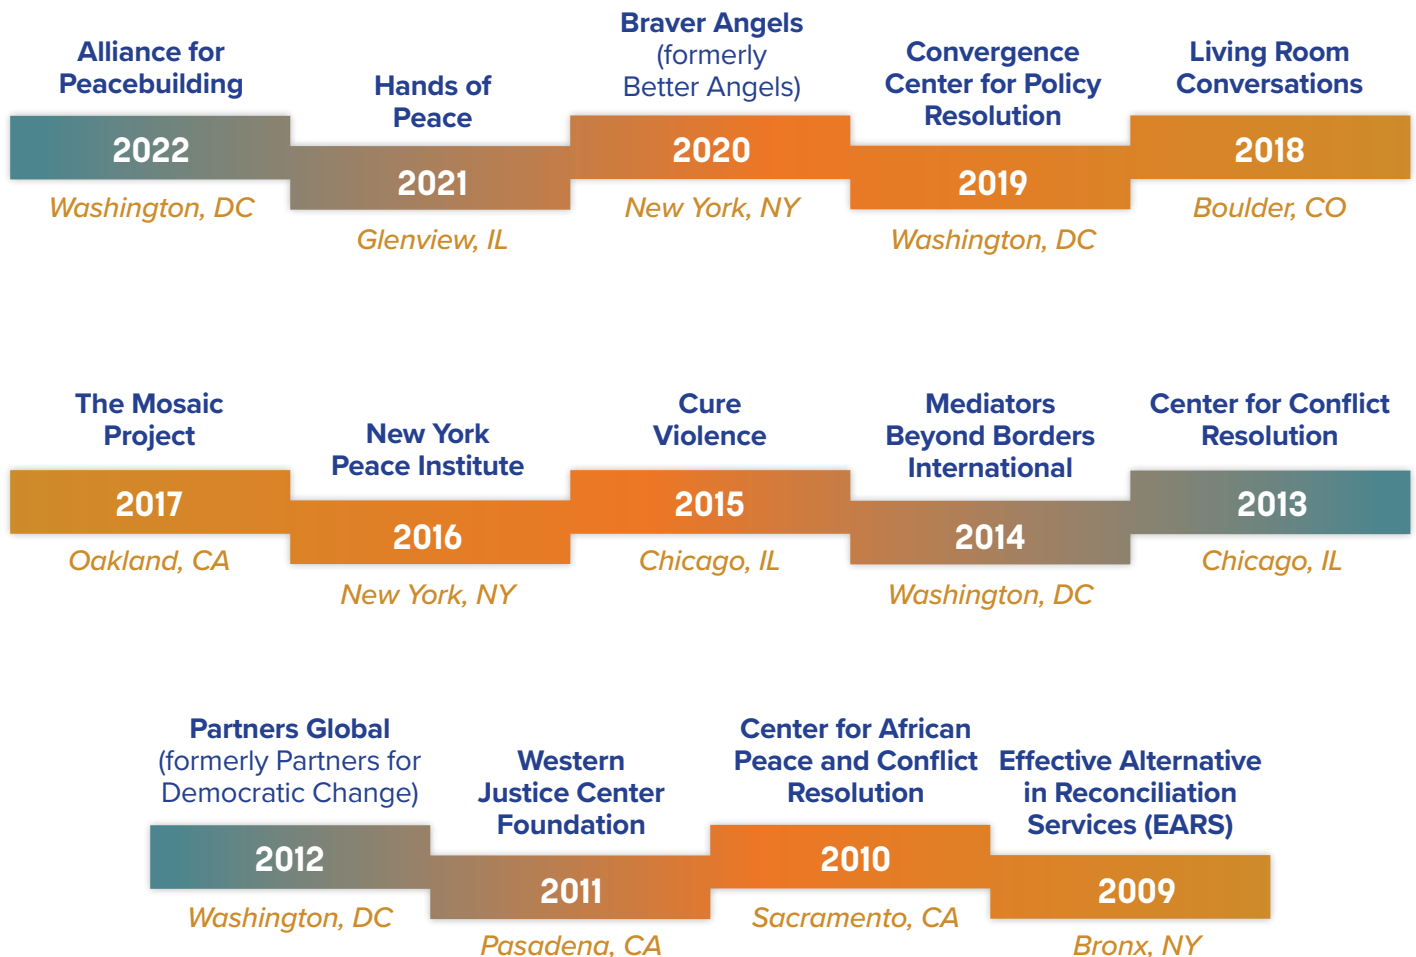 Alliance for
Peacebuilding
2022
Washington, DC
Hands of
Peace
2021
Glenview, IL
Braver Angels
(formerly
Better Angels)
2020
New York, NY
Convergence
Center for Policy
Resolution
2019
Washington, DC
Living Room
Conversations
2018
Boulder, CO
The Mosaic
Project
2017
Oakland, CA
New York
Peace Institute
2016
New York, NY
Cure
Violence
2015
Chicago, IL
Mediators
Beyond Borders
International
2014
Washington, DC
Center for Conflict
Resolution
2013
Chicago, IL
Partners Global
(formerly Partners for
Democratic Change)
2012
Washington, DC
Western
Justice Center
Foundation
2011
Pasadena, CA
Center for African
Peace and Conflict
Resolution
2010
Sacramento, CA
Effective Alternative
in Reconciliation
Services (EARS)
2009
Bronx, NY